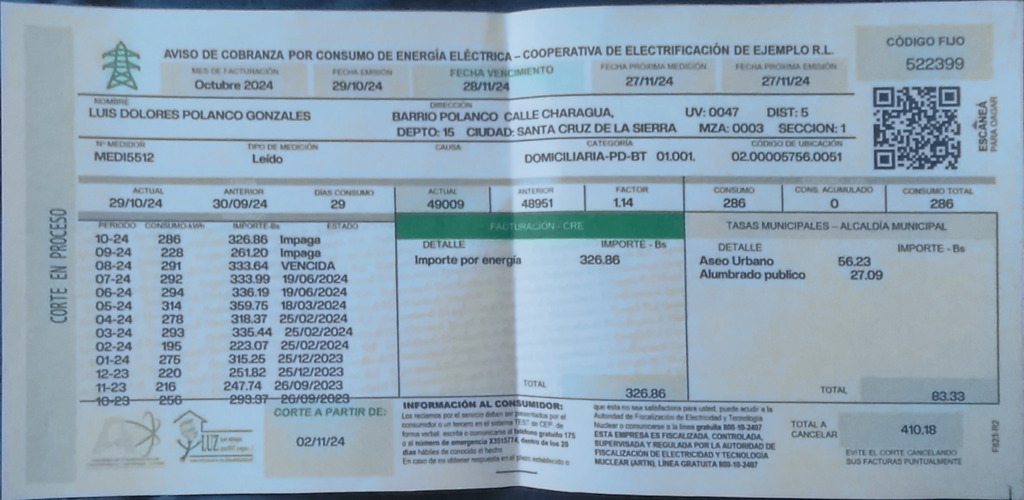 AVISO DE COBRANZA POR CONSUMO DE ENERGÍA ELÉCTRICA – COOPERATIVA DE ELECTRIFICACIÓN DE EJEMPLO R.L.
CÓDIGO FIJO
522399
MES DE FACTURACIÓN FECHA EMISIÓN FECHA VENCIMIENTO FECHA PROXIMA MEDICIÓN FECHA PROXIMA EMISIÓN
Octubre 2024 29/10/24 28/11/24 27/11/24 27/11/24
NOMBRE DIRECCIÓN
LUIS DOLORES POLANCO GONZALES BARRIO POLANCO CALLE CHARAGUA, UV: 0047 DIST: 5
DEPTO: 15 CIUDAD: SANTA CRUZ DE LA SIERRA MZA: 0003 SECCION: 1
ESCANEÁ
PARA PAGAR
Nº MEDIDOR TIPO DE MEDICIÓN CAUSA CATEGORÍA CÓDIGO DE UBICACIÓN
MEDI5512 Leído DOMICILIARIA-PD-BT 01.001. 02.00005756.0051
ACTUAL ANTERIOR DÍAS CONSUMO ACTUAL ANTERIOR FACTOR CONSUMO CONS. ACUMULADO CONSUMO TOTAL
29/10/24 30/09/24 29 49009 48951 1.14 286 0 286
CORTE EN PROCESO
PERIODO CONSUMO-kWh IMPORTE-Bs ESTADO
10-24 286 326.86 Impaga
09-24 228 261.20 Impaga
08-24 291 333.64 VENCIDA
07-24 292 333.99 19/06/2024
06-24 294 336.19 19/06/2024
05-24 314 359.75 18/03/2024
04-24 278 318.37 25/02/2024
03-24 293 335.44 25/02/2024
02-24 195 223.07 25/02/2024
01-24 275 315.25 25/12/2023
12-23 220 251.82 25/12/2023
11-23 216 247.74 26/09/2023
10-23 256 293.37 26/09/2023
FACTURACIÓN - CRE
DETALLE IMPORTE - Bs
Importe por energía 326.86
TOTAL 326.86
TASAS MUNICIPALES – ALCALDÍA MUNICIPAL
DETALLE IMPORTE - Bs
Aseo Urbano 56.23
Alumbrado publico 27.09
TOTAL 83.33
LUZ
CORTE A PARTIR DE:
02/11/24
INFORMACIÓN AL CONSUMIDOR:
Los reclamos por el servicio deben ser presentados por el
consumidor o un tercero en el sistema TEST de CEP, de
forma verbal, escrita o comunicarse al teléfono gratuito 175
o al número de emergencia 33515774, dentro de los 20
días hábiles de conocido el hecho
En caso de no obtener respuesta en el plazo establecido o
que ésta no sea satisfactoria para usted, puede acudir a la
Autoridad de Fiscalización de Electricidad y Tecnología
Nuclear o comunicarse a la línea gratuita 800-10-2407
ESTA EMPRESA ES FISCALIZADA, CONTROLADA,
SUPERVISADA Y REGULADA POR LA AUTORIDAD DE
FISCALIZACIÓN DE ELECTRICIDAD Y TECNOLOGÍA
NUCLEAR (ARTN), LÍNEA GRATUITA 800-10-2407
TOTAL A
CANCELAR
410.18
EVITE EL CORTE CANCELANDO
SUS FACTURAS PUNTUALMENTE
FB23 R2